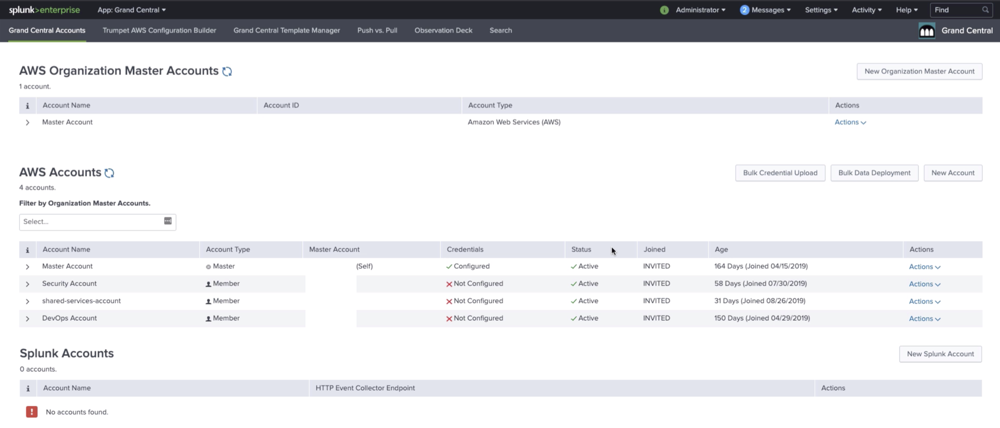 splunk>enterprise App: Grand Central i Administrator 2 Messages Settings Activity Help Find
Grand Central Accounts Trumpet AWS Configuration Builder Grand Central Template Manager Push vs. Pull Observation Deck Search Grand Central
AWS Organization Master Accounts New Organization Master Account
1 account.
i Account Name Account ID Account Type Actions
Master Account Amazon Web Services (AWS) Actions
AWS Accounts Bulk Credential Upload Bulk Data Deployment New Account
4 accounts.
Filter by Organization Master Accounts.
Select...
i Account Name Account Type Master Account Credentials Status Joined Age Actions
Master Account Master (Self) Configured Active INVITED 164 Days (Joined 04/15/2019) Actions
Security Account Member Not Configured Active INVITED 58 Days (Joined 07/30/2019) Actions
shared-services-account Member Not Configured Active INVITED 31 Days (Joined 08/26/2019) Actions
DevOps Account Member Not Configured Active INVITED 150 Days (Joined 04/29/2019) Actions
Splunk Accounts New Splunk Account
0 accounts.
i Account Name HTTP Event Collector Endpoint Actions
! No accounts found.